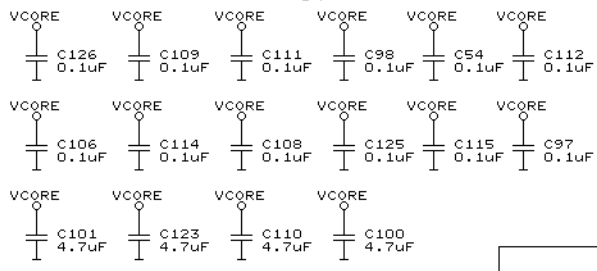 VCORE VCORE VCORE VCORE VCORE VCORE
C126 C109 C111 C98 C54 C112
0.1uF 0.1uF 0.1uF 0.1uF 0.1uF 0.1uF
VCORE VCORE VCORE VCORE VCORE VCORE
C106 C114 C108 C125 C115 C97
0.1uF 0.1uF 0.1uF 0.1uF 0.1uF 0.1uF
VCORE VCORE VCORE VCORE
C101 C123 C110 C100
4.7uF 4.7uF 4.7uF 4.7uF